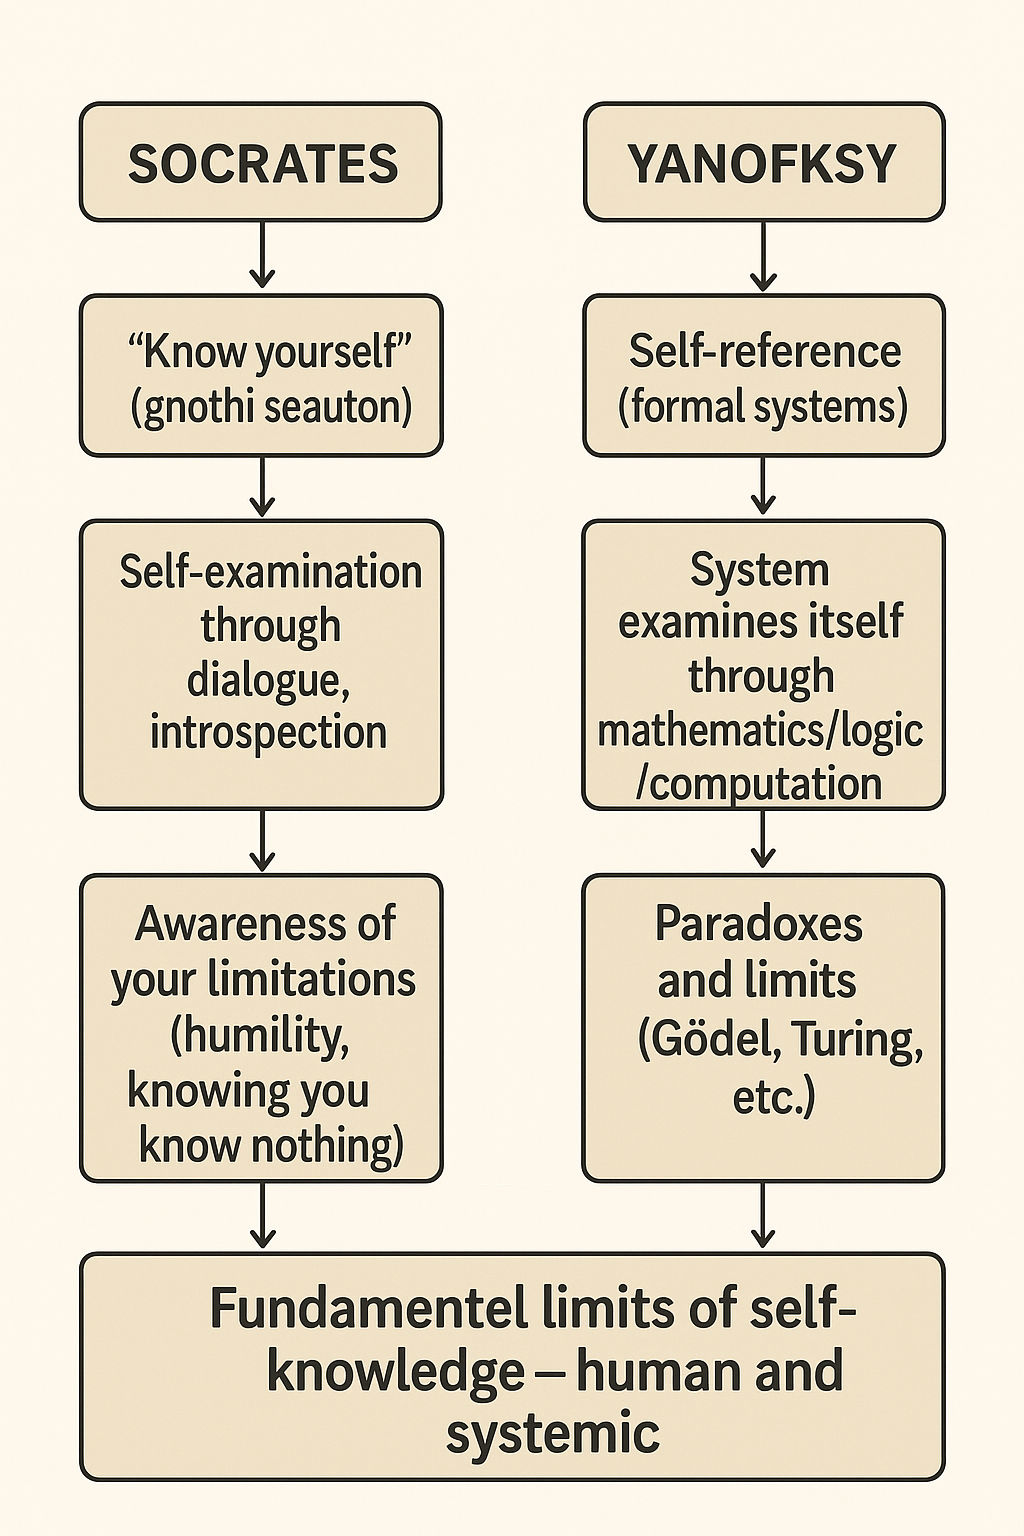 SOCRATES
"Know yourself"
(gnothi seauton)
Self-examination
through
dialogue,
introspection
Awareness of
your limitations
(humility,
knowing you
know nothing)
YANOFKSY
Self-reference
(formal systems)
System
examines itself
through
mathematics/logic
/computation
Paradoxes
and limits
(Gödel, Turing,
etc.)
Fundamentel limits of self-
knowledge – human and
systemic